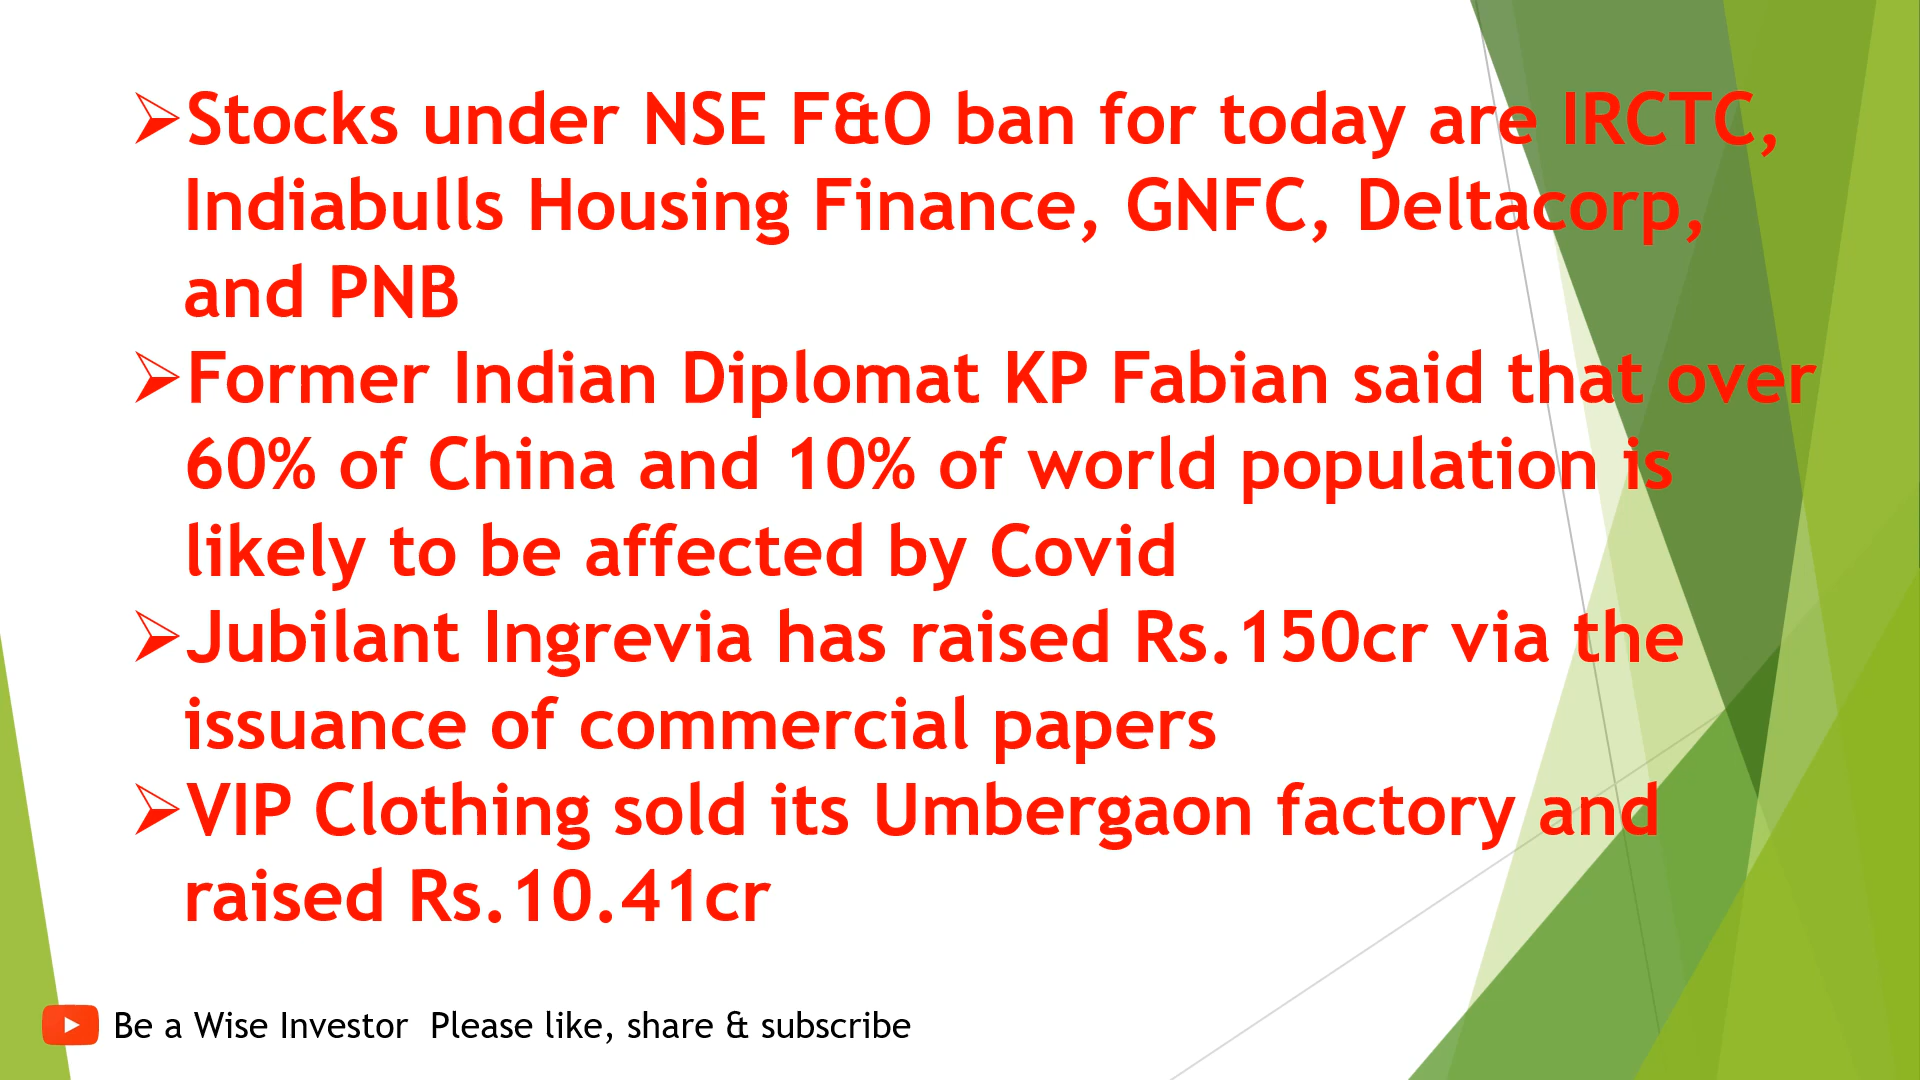 ➢Stocks under NSE F&O ban for today are IRCTC,
Indiabulls Housing Finance, GNFC, Deltacorp,
and PNB
➢Former Indian Diplomat KP Fabian said that over
60% of China and 10% of world population is
likely to be affected by Covid
➢Jubilant Ingrevia has raised Rs.150cr via the
issuance of commercial papers
➢VIP Clothing sold its Umbergaon factory and
raised Rs.10.41cr
Be a Wise Investor Please like, share & subscribe